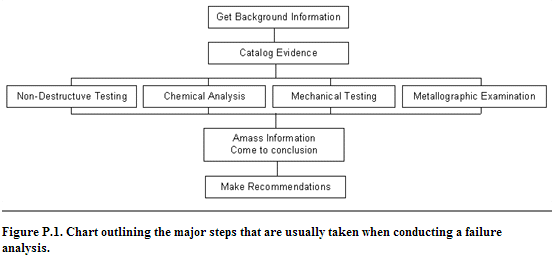 Get Background Information
Catalog Evidence
Non-Destructuve Testing
Chemical Analysis
Mechanical Testing
Metallographic Examination
Amass Information
Come to conclusion
Make Recommendations
Figure P.1. Chart outlining the major steps that are usually taken when conducting a failure
analysis.